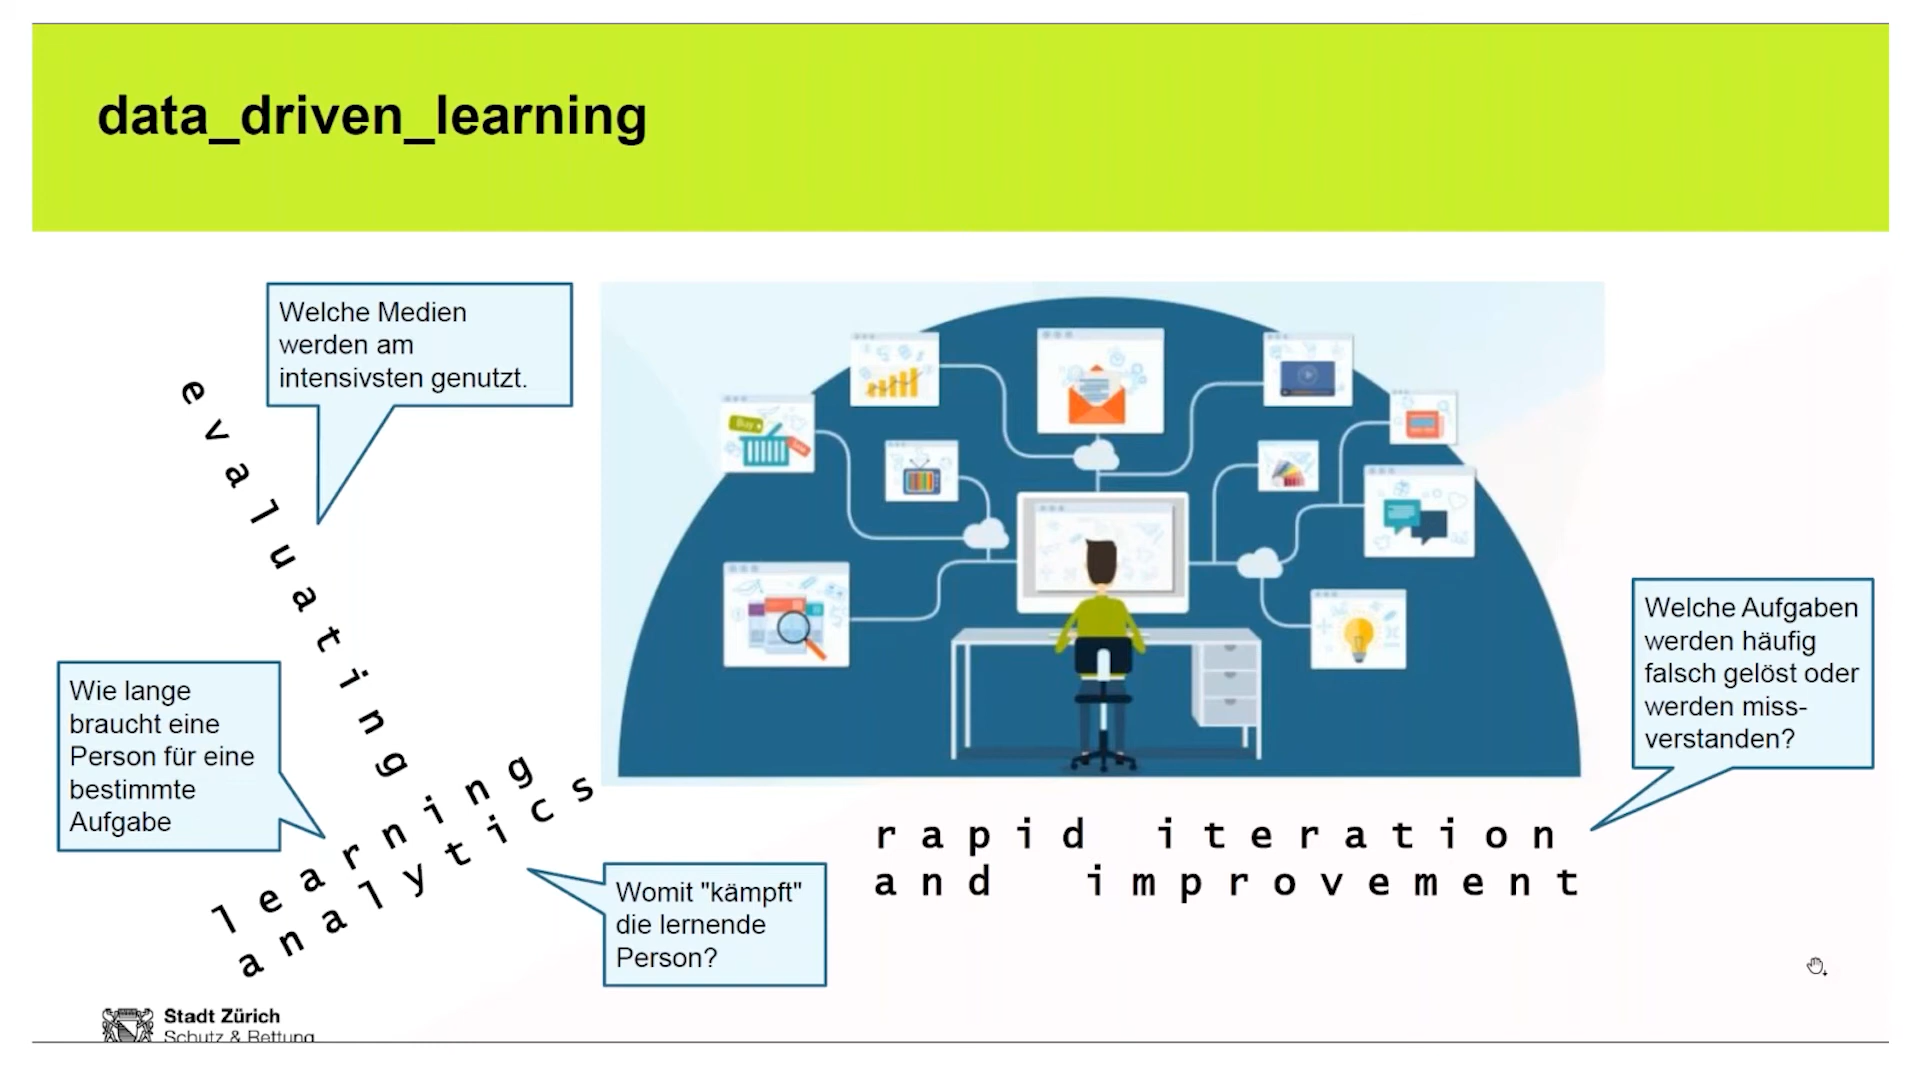 data_driven_learning
Welche Medien
werden am
intensivsten genutzt.
evaluating
Buy
Sale
Wie lange
braucht eine
Person für eine
bestimmte
Aufgabe
learning
analytics
Womit "kämpft"
die lernende
Person?
rapid iteration
and improvement
Welche Aufgaben
werden häufig
falsch gelöst oder
werden miss-
verstanden?
Stadt Zürich
Schutz & Rettung